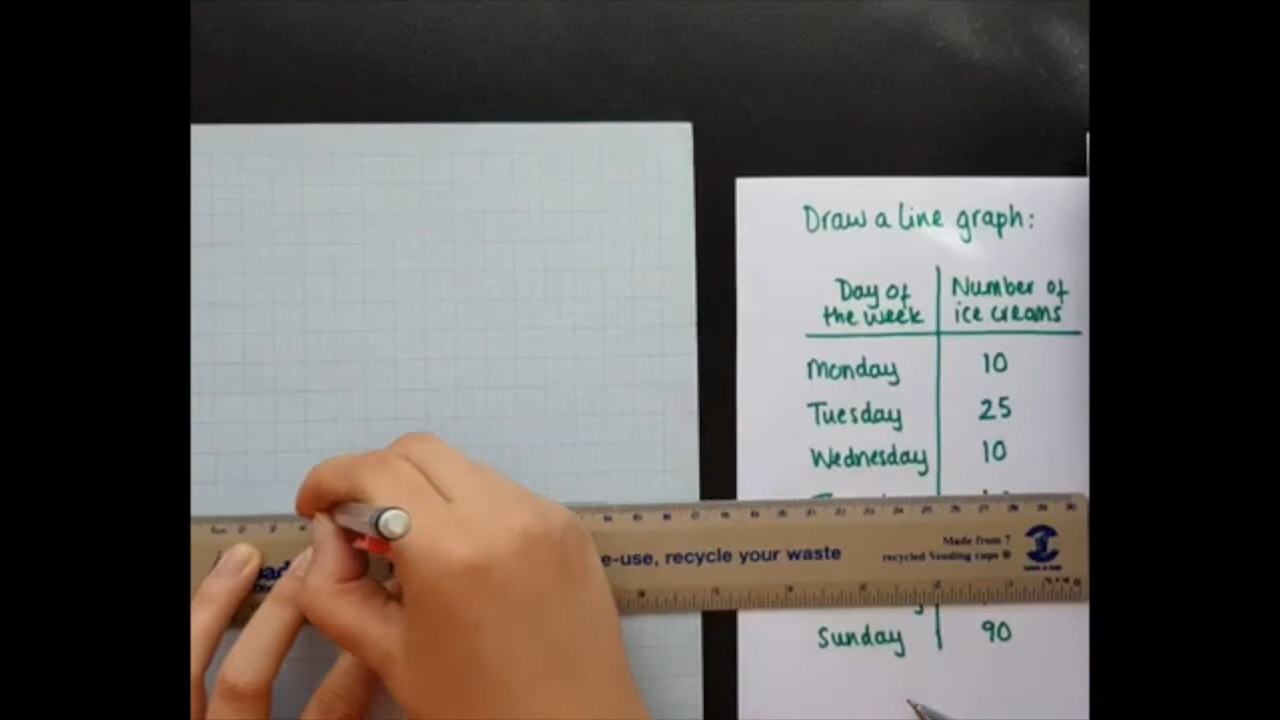 Draw a line graph:
Day of the week | Number of ice creams
Monday 10
Tuesday 25
Wednesday 10
e-use, recycle your waste
Made from 7
recycled Vending cups ®
Sunday 90